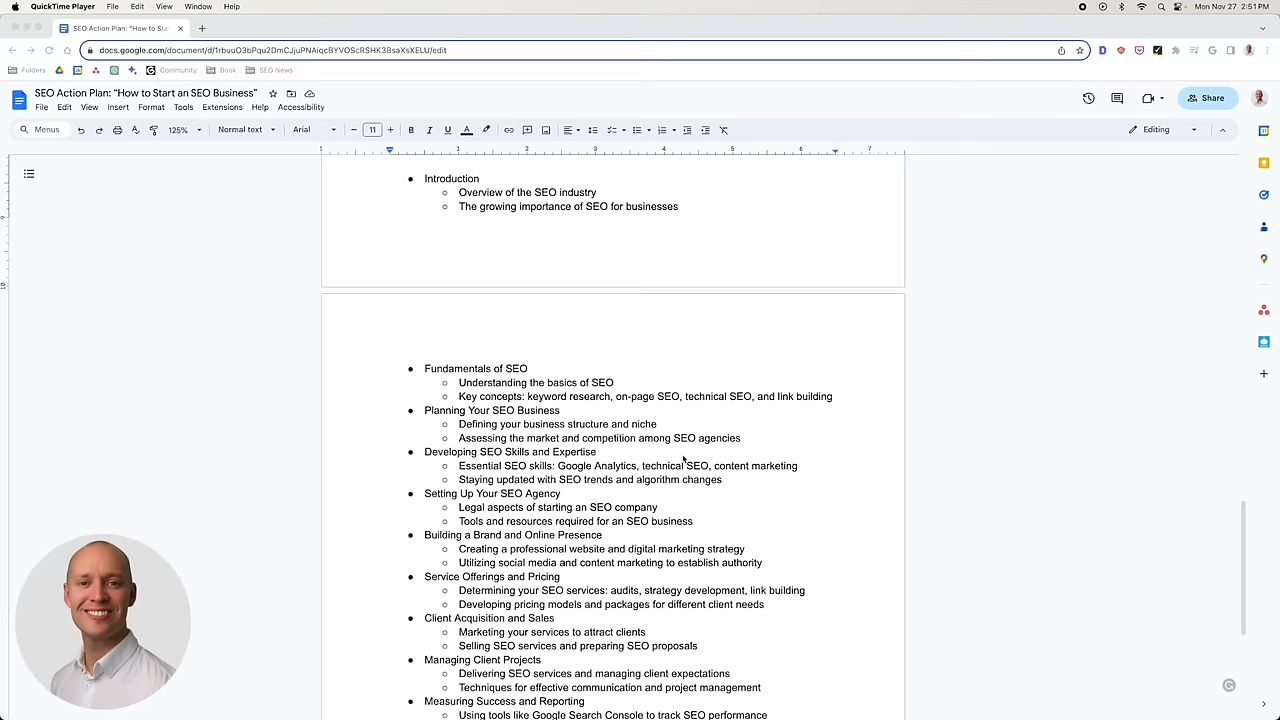 QuickTime Player File Edit View Window Help Mon Nov 27 2:51 PM
SEO Action Plan: "How to Sta
docs.google.com/document/d/1rbuuO3bPqu2DmCJjuPNAiqcBYVOScRSHK3BsaXsXELU/edit
Folders Community Book SEO News
SEO Action Plan: “How to Start an SEO Business”
File Edit View Insert Format Tools Extensions Help Accessibility
Share
Menus 125% Normal text Arial 11 Editing
1 1 2 3 4 5 6 7
Introduction
Overview of the SEO industry
The growing importance of SEO for businesses
Fundamentals of SEO
Understanding the basics of SEO
Key concepts: keyword research, on-page SEO, technical SEO, and link building
Planning Your SEO Business
Defining your business structure and niche
Assessing the market and competition among SEO agencies
Developing SEO Skills and Expertise
Essential SEO skills: Google Analytics, technical SEO, content marketing
Staying updated with SEO trends and algorithm changes
Setting Up Your SEO Agency
Legal aspects of starting an SEO company
Tools and resources required for an SEO business
Building a Brand and Online Presence
Creating a professional website and digital marketing strategy
Utilizing social media and content marketing to establish authority
Service Offerings and Pricing
Determining your SEO services: audits, strategy development, link building
Developing pricing models and packages for different client needs
Client Acquisition and Sales
Marketing your services to attract clients
Selling SEO services and preparing SEO proposals
Managing Client Projects
Delivering SEO services and managing client expectations
Techniques for effective communication and project management
Measuring Success and Reporting
Using tools like Google Search Console to track SEO performance